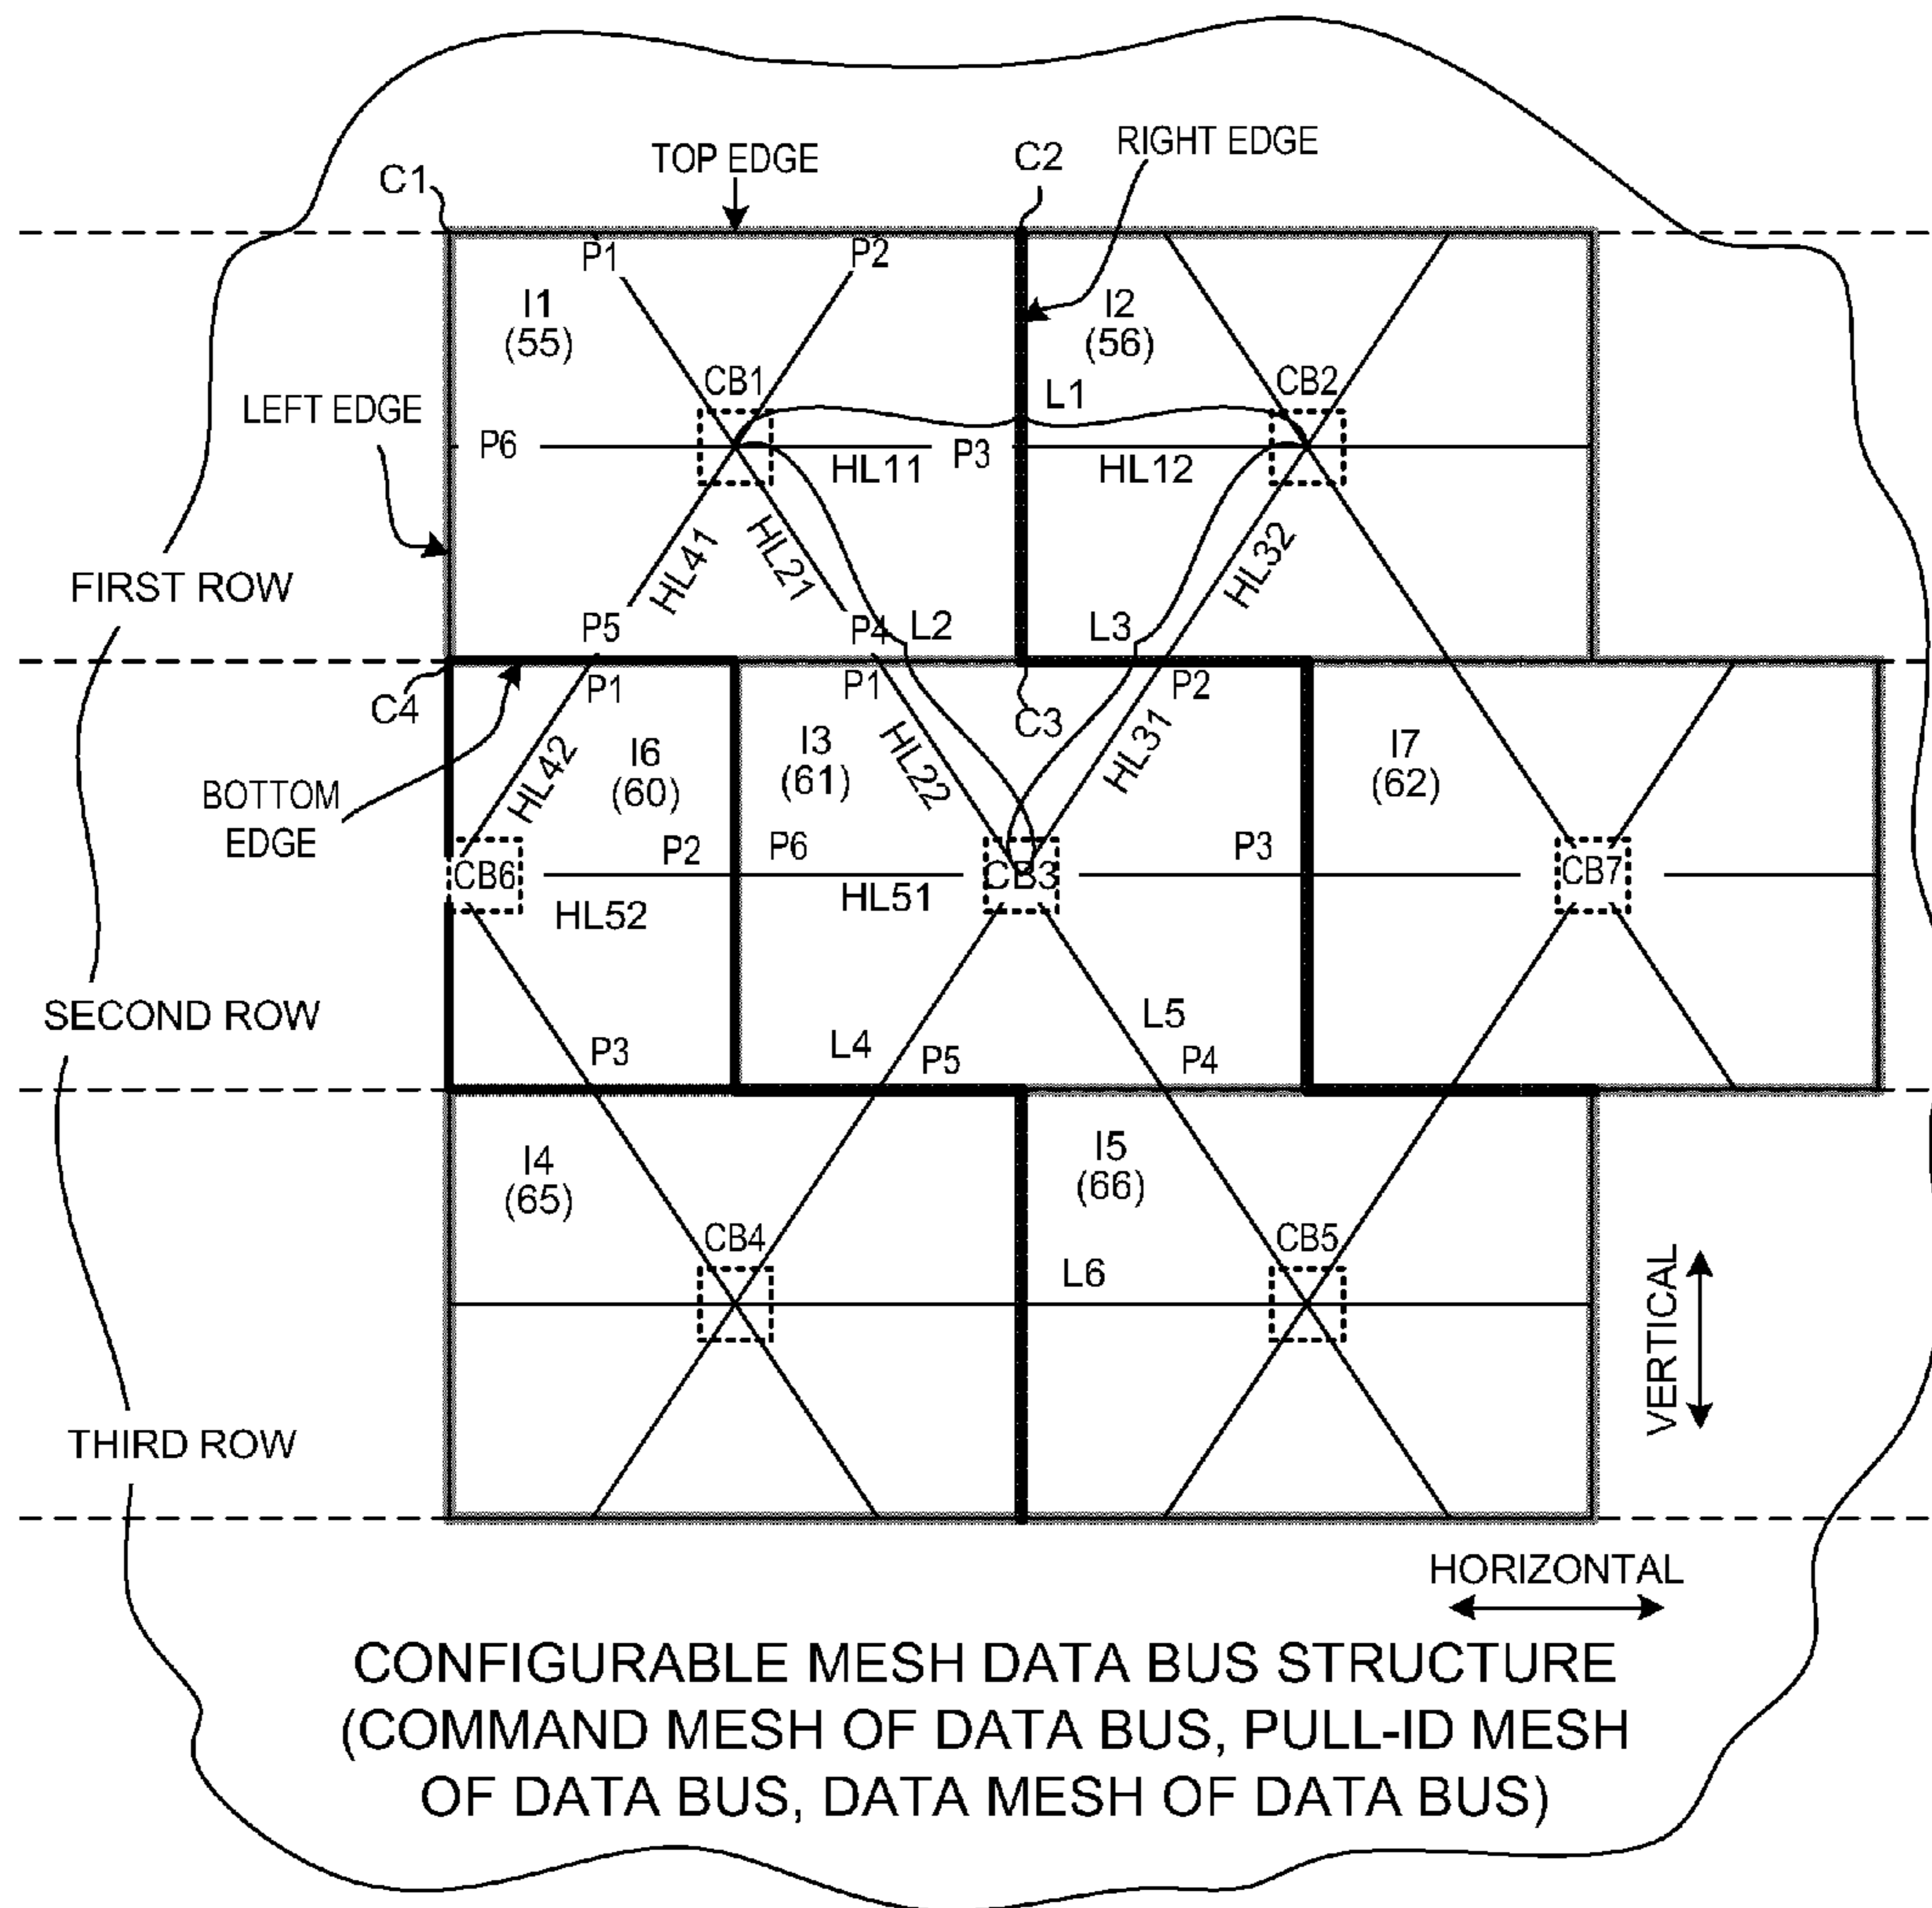 TOP EDGE
RIGHT EDGE
C1
C2
P1
P2
I1
(55)
I2
(56)
CB1
CB2
L1
LEFT EDGE
P6
P3
HL11
HL12
HL41
HL21
HL32
FIRST ROW
P5
P4
L2
L3
C4
P1
P1
C3
P2
HL42
I6
(60)
I3
(61)
HL22
HL31
I7
(62)
BOTTOM
EDGE
P2
P6
P3
CB6
CB3
CB7
HL52
HL51
SECOND ROW
P3
L4
P5
L5
P4
I4
(65)
I5
(66)
CB4
CB5
L6
VERTICAL
THIRD ROW
HORIZONTAL
CONFIGURABLE MESH DATA BUS STRUCTURE
(COMMAND MESH OF DATA BUS, PULL-ID MESH
OF DATA BUS, DATA MESH OF DATA BUS)